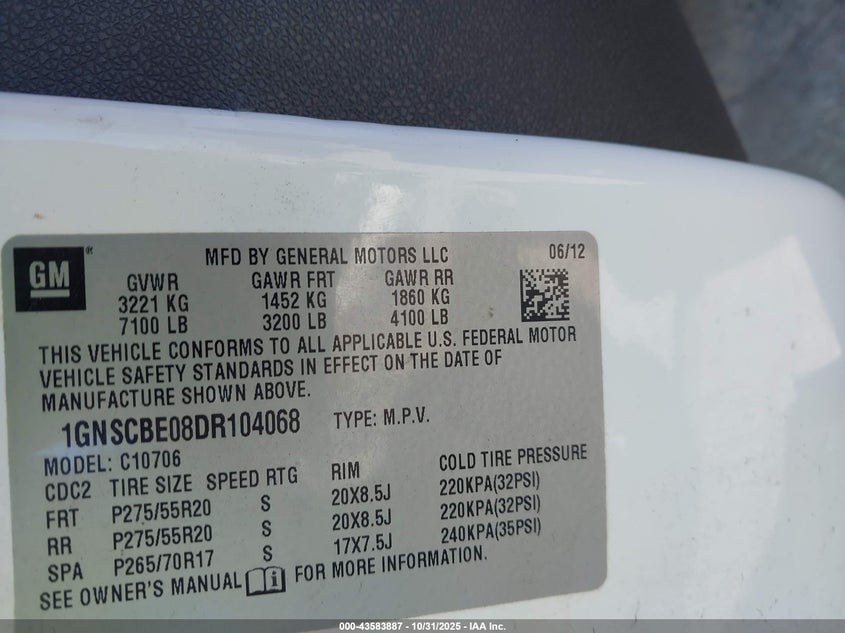 GM ®
MFD BY GENERAL MOTORS LLC 06/12
GVWR GAWR FRT GAWR RR
3221 KG 1452 KG 1860 KG
7100 LB 3200 LB 4100 LB
THIS VEHICLE CONFORMS TO ALL APPLICABLE U.S. FEDERAL MOTOR
VEHICLE SAFETY STANDARDS IN EFFECT ON THE DATE OF
MANUFACTURE SHOWN ABOVE.
1GNSCBE08DR104068 TYPE: M.P.V.
MODEL: C10706
CDC2 TIRE SIZE SPEED RTG RIM COLD TIRE PRESSURE
FRT P275/55R20 S 20X8.5J 220KPA(32PSI)
RR P275/55R20 S 20X8.5J 220KPA(32PSI)
SPA P265/70R17 S 17X7.5J 240KPA(35PSI)
SEE OWNER'S MANUAL i FOR MORE INFORMATION.
000-43583887 - 10/31/2025 - IAA Inc.